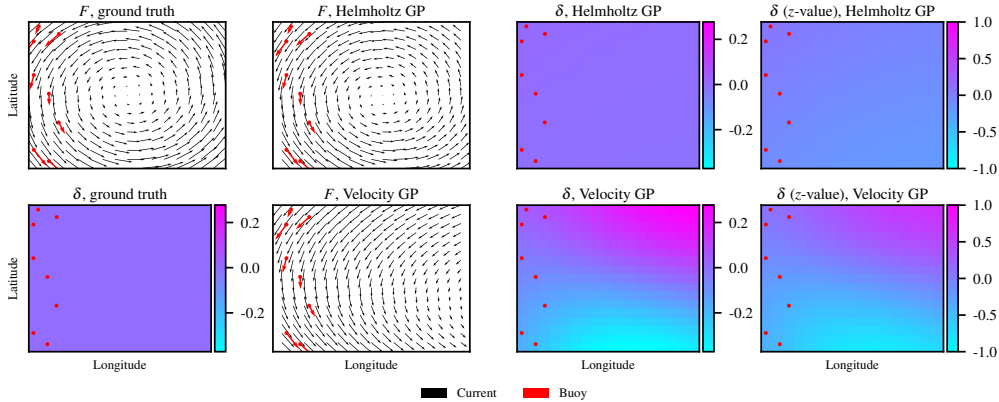 F, ground truth
F, Helmholtz GP
δ, Helmholtz GP
δ (z-value), Helmholtz GP
Latitude
0.2
0.0
-0.2
1.0
0.5
0.0
-0.5
-1.0
δ, ground truth
F, Velocity GP
δ, Velocity GP
δ (z-value), Velocity GP
Latitude
0.2
0.0
-0.2
0.2
0.0
-0.2
1.0
0.5
0.0
-0.5
-1.0
Longitude
Longitude
Longitude
Longitude
Current
Buoy